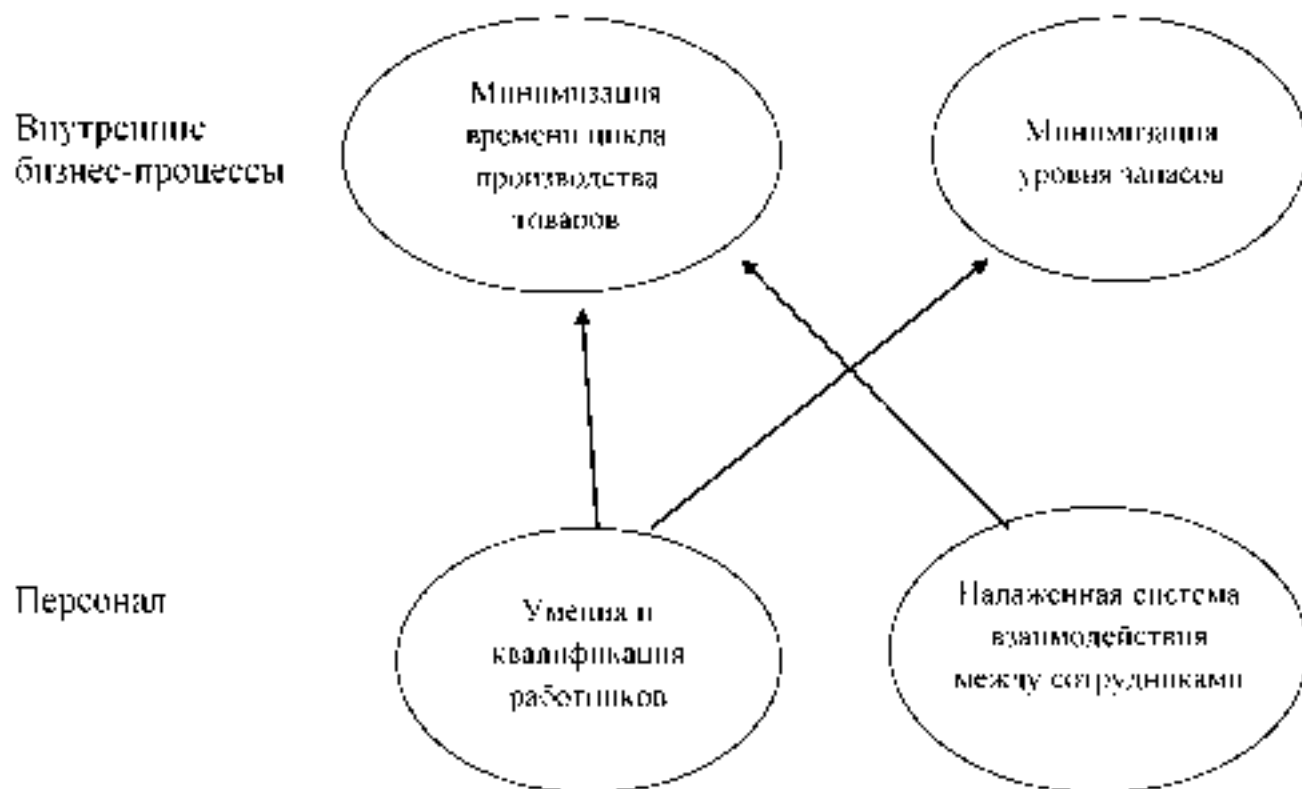 Внутренние
бизнес-процессы
Минимизация
времени цикла
производства
товаров
Минимизация
уровня запасов
Персонал
Умения и
квалификация
работников
Налаженная система
взаимодействия
между сотрудниками